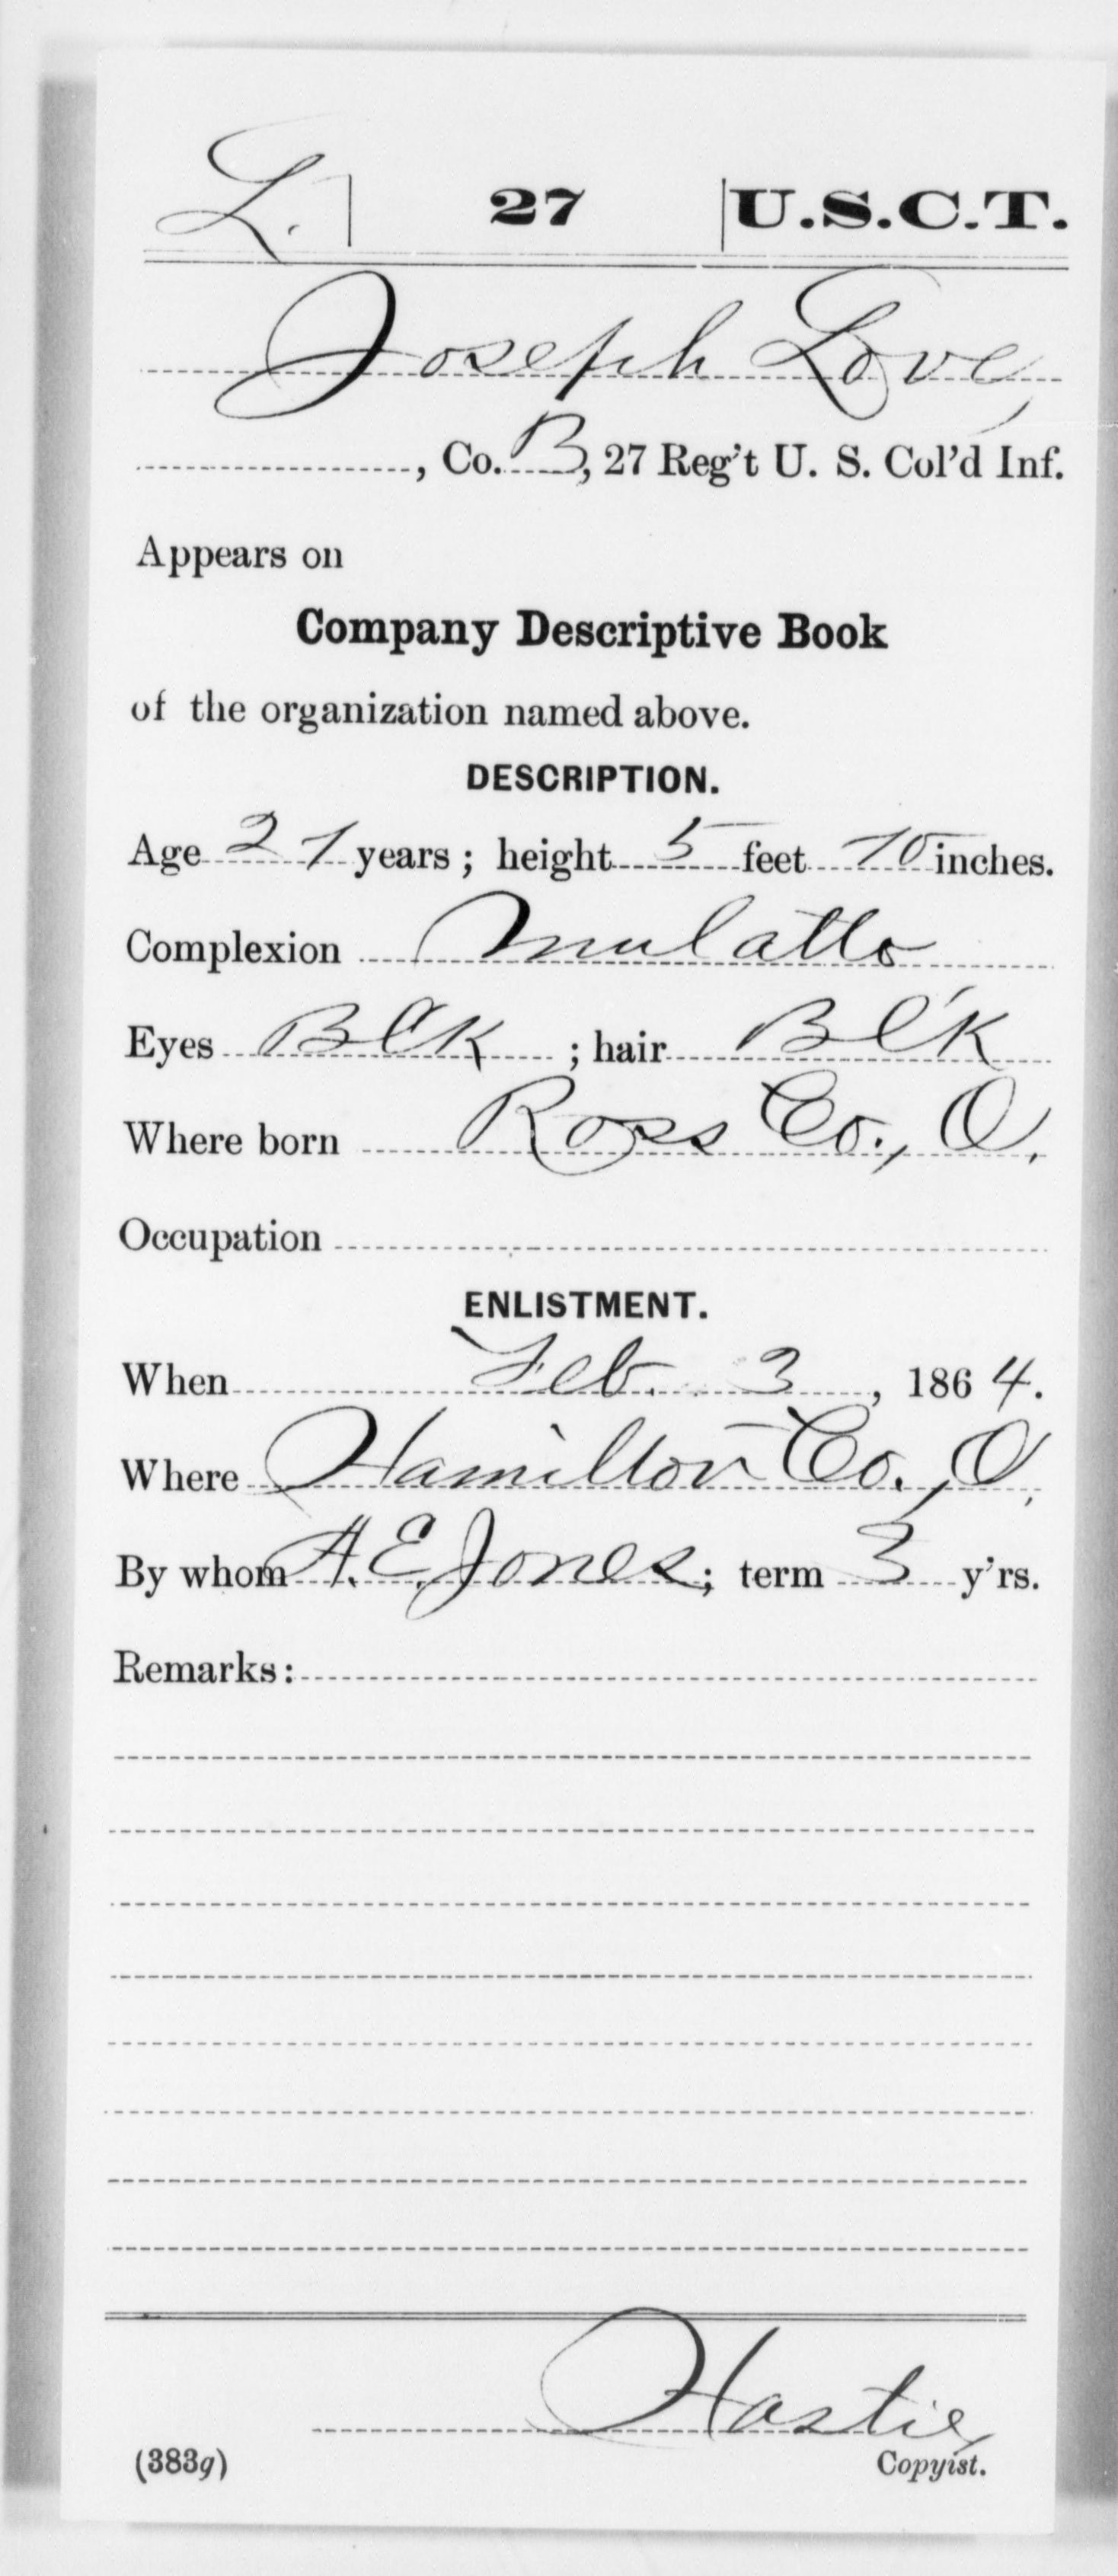 L. 27 U.S.C.T.
Joseph Love,
, Co. B, 27 Reg't U. S. Col'd Inf.
Appears on
Company Descriptive Book
of the organization named above.
DESCRIPTION.
Age 21 years; height 5 feet 10 inches.
Complexion Mulatto
Eyes Blk; hair Bl'k
Where born Ross Co., O.
Occupation
ENLISTMENT.
When Feb. 3, 1864.
Where Hamilton Co., O.
By whom A. E. Jones; term 3 y'rs.
Remarks:
Hastie
(383g) Copyist.